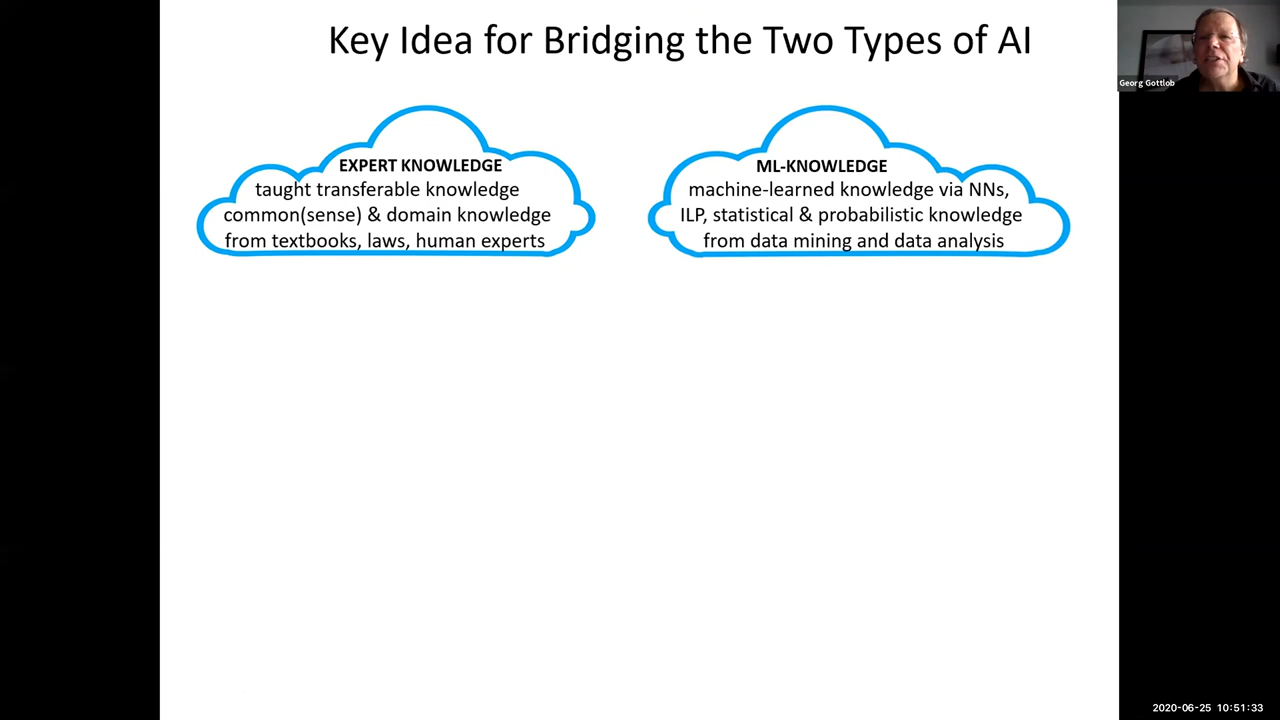 Key Idea for Bridging the Two Types of AI
Georg Gottlob
EXPERT KNOWLEDGE
taught transferable knowledge
common(sense) & domain knowledge
from textbooks, laws, human experts
ML-KNOWLEDGE
machine-learned knowledge via NNs,
ILP, statistical & probabilistic knowledge
from data mining and data analysis
2020-06-25 10:51:33